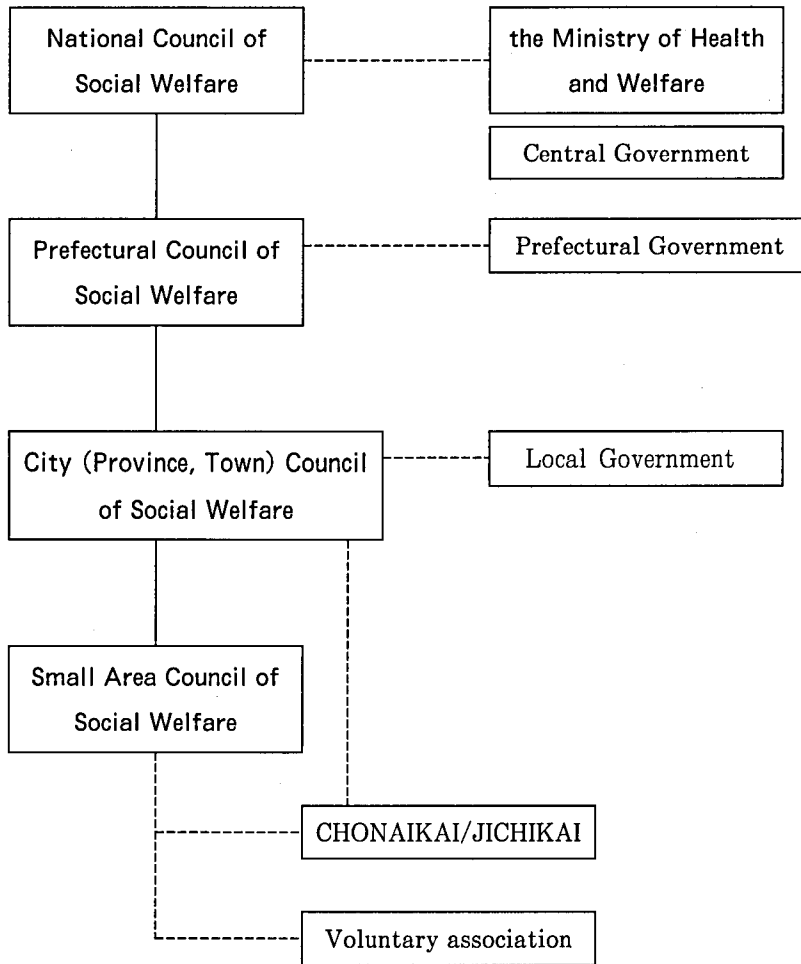 National Council of
Social Welfare
the Ministry of Health
and Welfare
Central Government
Prefectural Council of
Social Welfare
Prefectural Government
City (Province, Town) Council
of Social Welfare
Local Government
Small Area Council of
Social Welfare
CHONAIKAI/JICHIKAI
Voluntary association